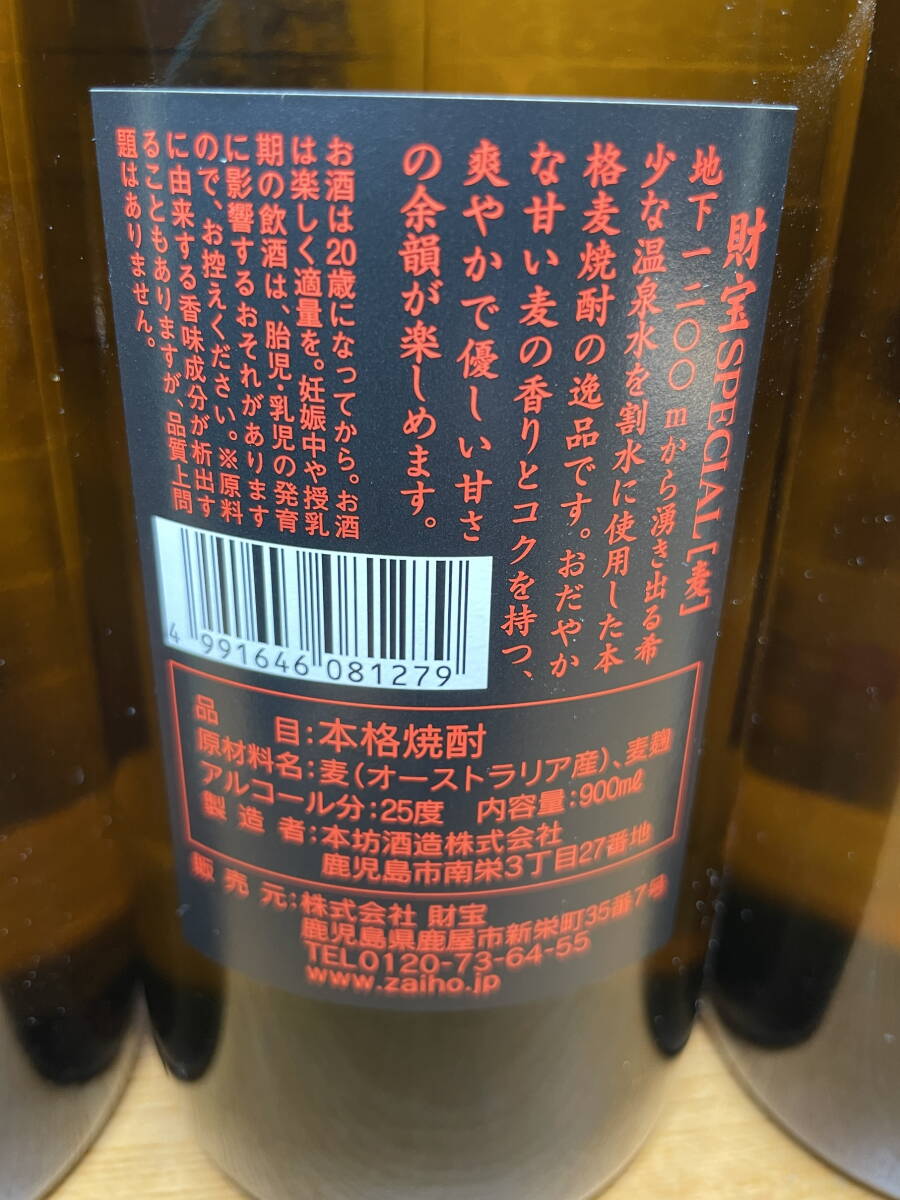 財宝SPECIAL[麦]
地下一二〇〇mから湧き出る希
少な温泉水を割水に使用した本
格麦焼酎の逸品です。おだやか
な甘い麦の香りとコクを持つ、
爽やかで優しい甘さ
の余韻が楽しめます。
お酒は20歳になってから。お酒
は楽しく適量を。妊娠中や授乳
期の飲酒は、胎児・乳児の発育
に影響するおそれがあります
ので、お控えください。※原料
に由来する香味成分が析出す
ることもありますが、品質上問
題はありません。
4 991646 081279
品目:本格焼酎
原材料名:麦(オーストラリア産)、麦麹
アルコール分:25度 内容量:900㎖
製造者:本坊酒造株式会社
鹿児島市南栄3丁目27番地
販売元:株式会社 財宝
鹿児島県鹿屋市新栄町35番7号
TEL0120-73-64-55
www.zaiho.jp